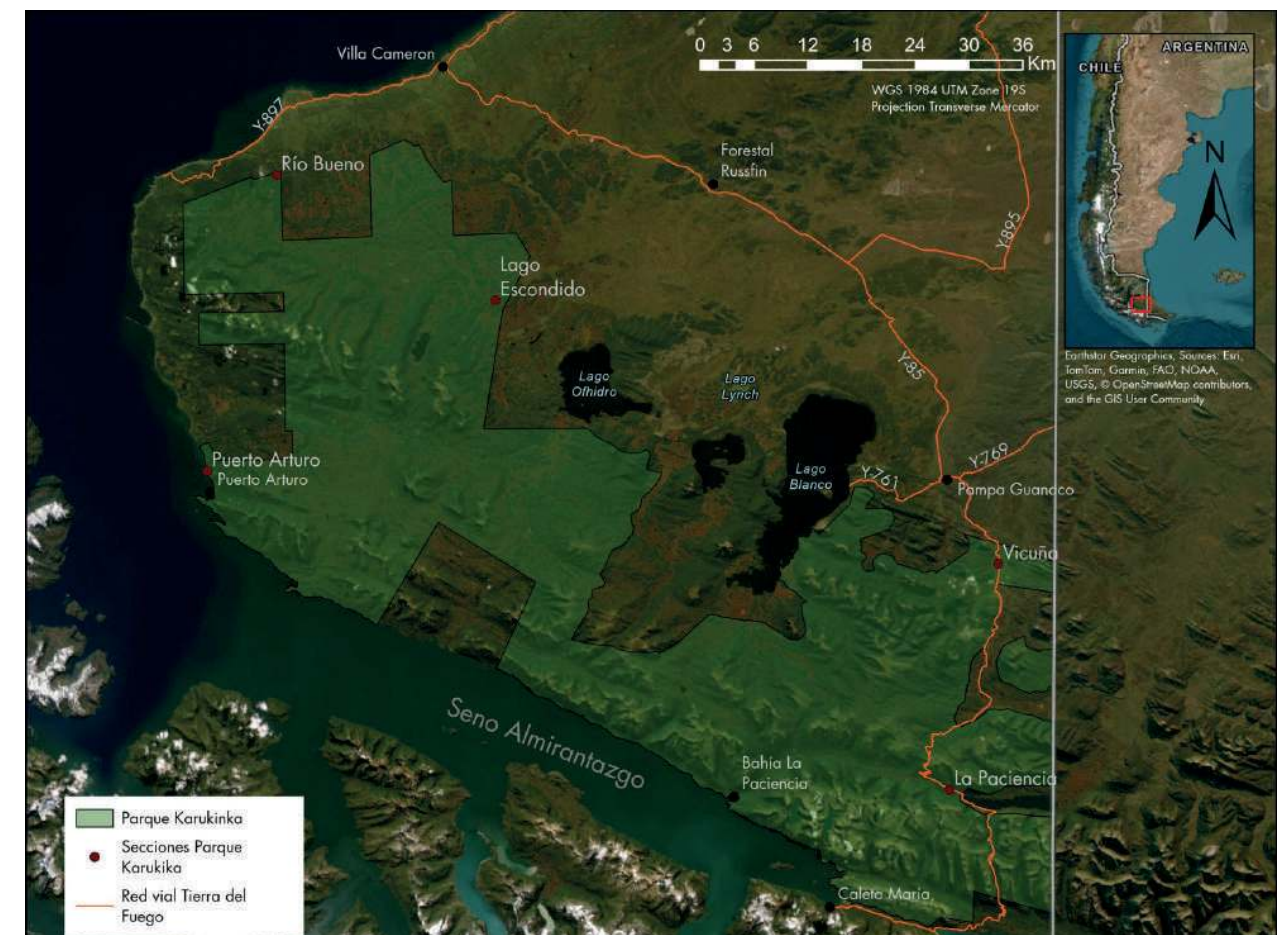 Villa Cameron
0 3 6 12 18 24 30 36
Km
WGS 1984 UTM Zone 19S
Projection Transverse Mercator
ARGENTINA
CHILE
N
Y-897
Río Bueno
Forestal
Russfin
Y-895
Lago
Escondido
Earthstar Geographics, Sources: Esri,
TomTom, Garmin, FAO, NOAA,
USGS, © OpenStreetMap contributors,
and the GIS User Community
Y-85
Lago
Ofhidro
Lago
Lynch
Puerto Arturo
Puerto Arturo
Lago
Blanco
Y-761
Y-769
Pampa Guanaco
Vicuña
Seno Almirantazgo
Bahía La
Paciencia
La Paciencia
Caleta María
Parque Karukinka
Secciones Parque
Karukika
Red vial Tierra del
Fuego